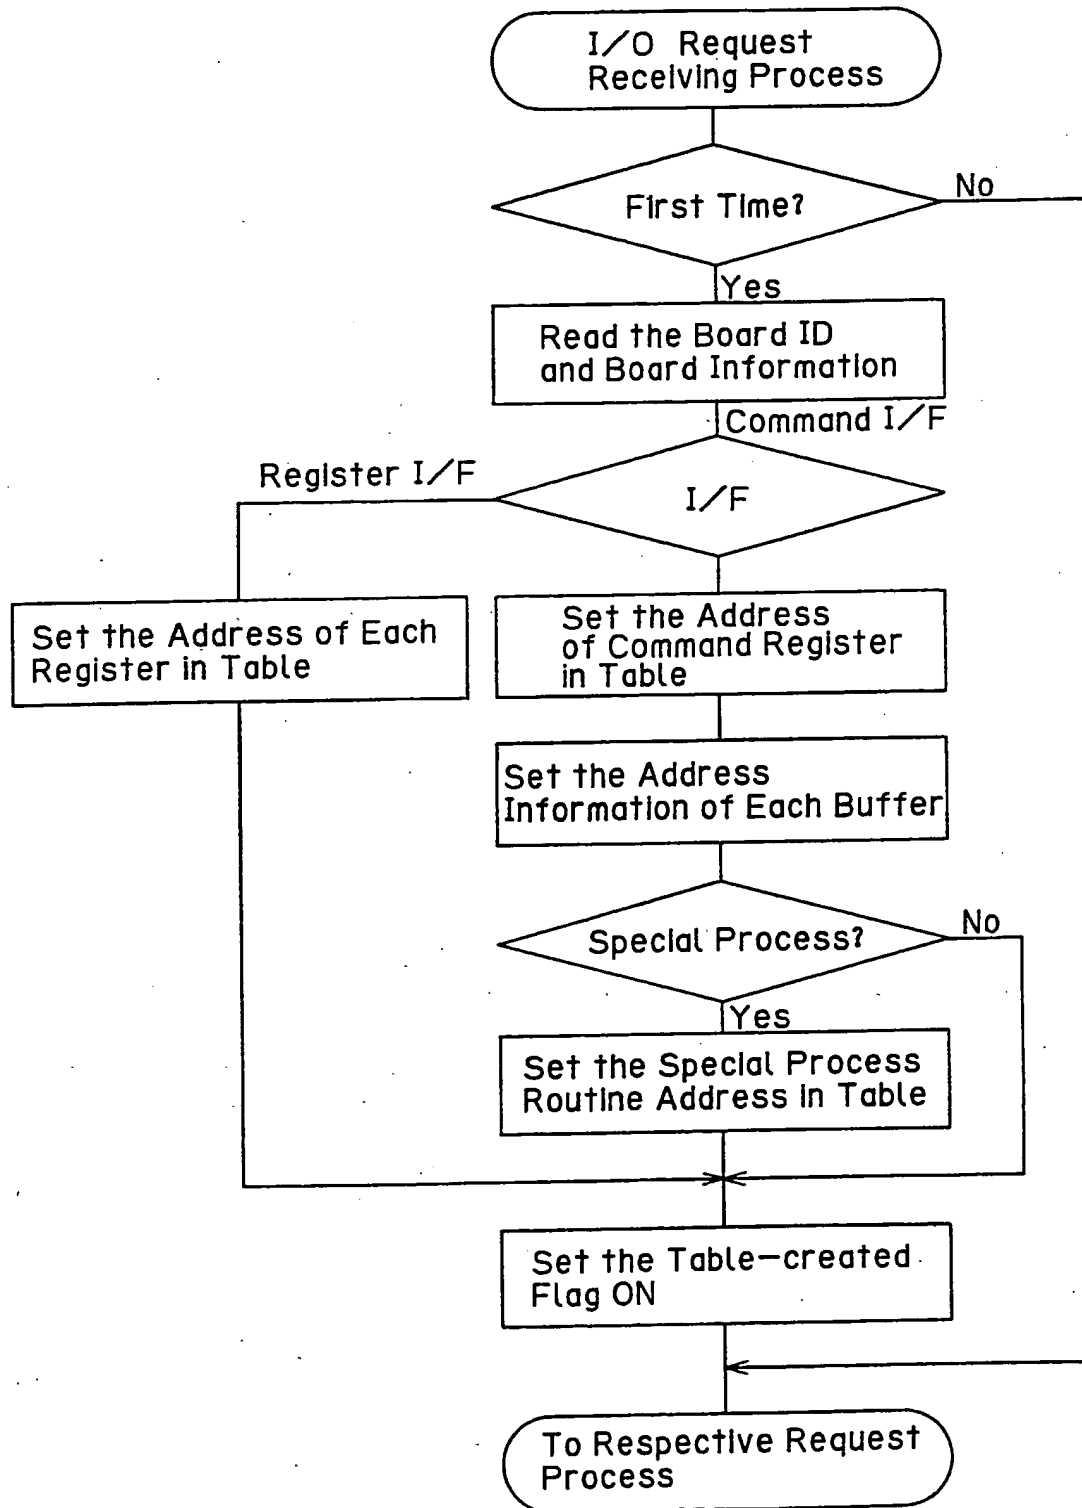 I/O Request
Receiving Process
First Time?
No
Yes
Read the Board ID
and Board Information
Command I/F
Register I/F
I/F
Set the Address of Each
Register in Table
Set the Address
of Command Register
in Table
Set the Address
Information of Each Buffer
Special Process?
No
Yes
Set the Special Process
Routine Address in Table
Set the Table-created
Flag ON
To Respective Request
Process